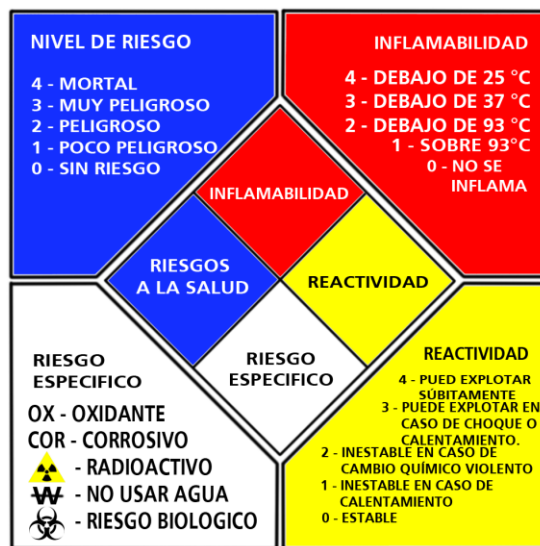 NIVEL DE RIESGO
4 - MORTAL
3 - MUY PELIGROSO
2 - PELIGROSO
1 - POCO PELIGROSO
0 - SIN RIESGO
INFLAMABILIDAD
4 - DEBAJO DE 25 °C
3 - DEBAJO DE 37 °C
2 - DEBAJO DE 93 °C
1 - SOBRE 93°C
0 - NO SE
INFLAMA
INFLAMABILIDAD
RIESGOS
A LA SALUD
REACTIVIDAD
RIESGO
ESPECIFICO
RIESGO
ESPECIFICO
OX - OXIDANTE
COR - CORROSIVO
- RADIOACTIVO
W - NO USAR AGUA
- RIESGO BIOLOGICO
REACTIVIDAD
4 - PUED EXPLOTAR
SÚBITAMENTE
3 - PUEDE EXPLOTAR EN
CASO DE CHOQUE O
CALENTAMIENTO.
2 - INESTABLE EN CASO DE
CAMBIO QUÍMICO VIOLENTO
1 - INESTABLE EN CASO DE
CALENTAMIENTO
0 - ESTABLE